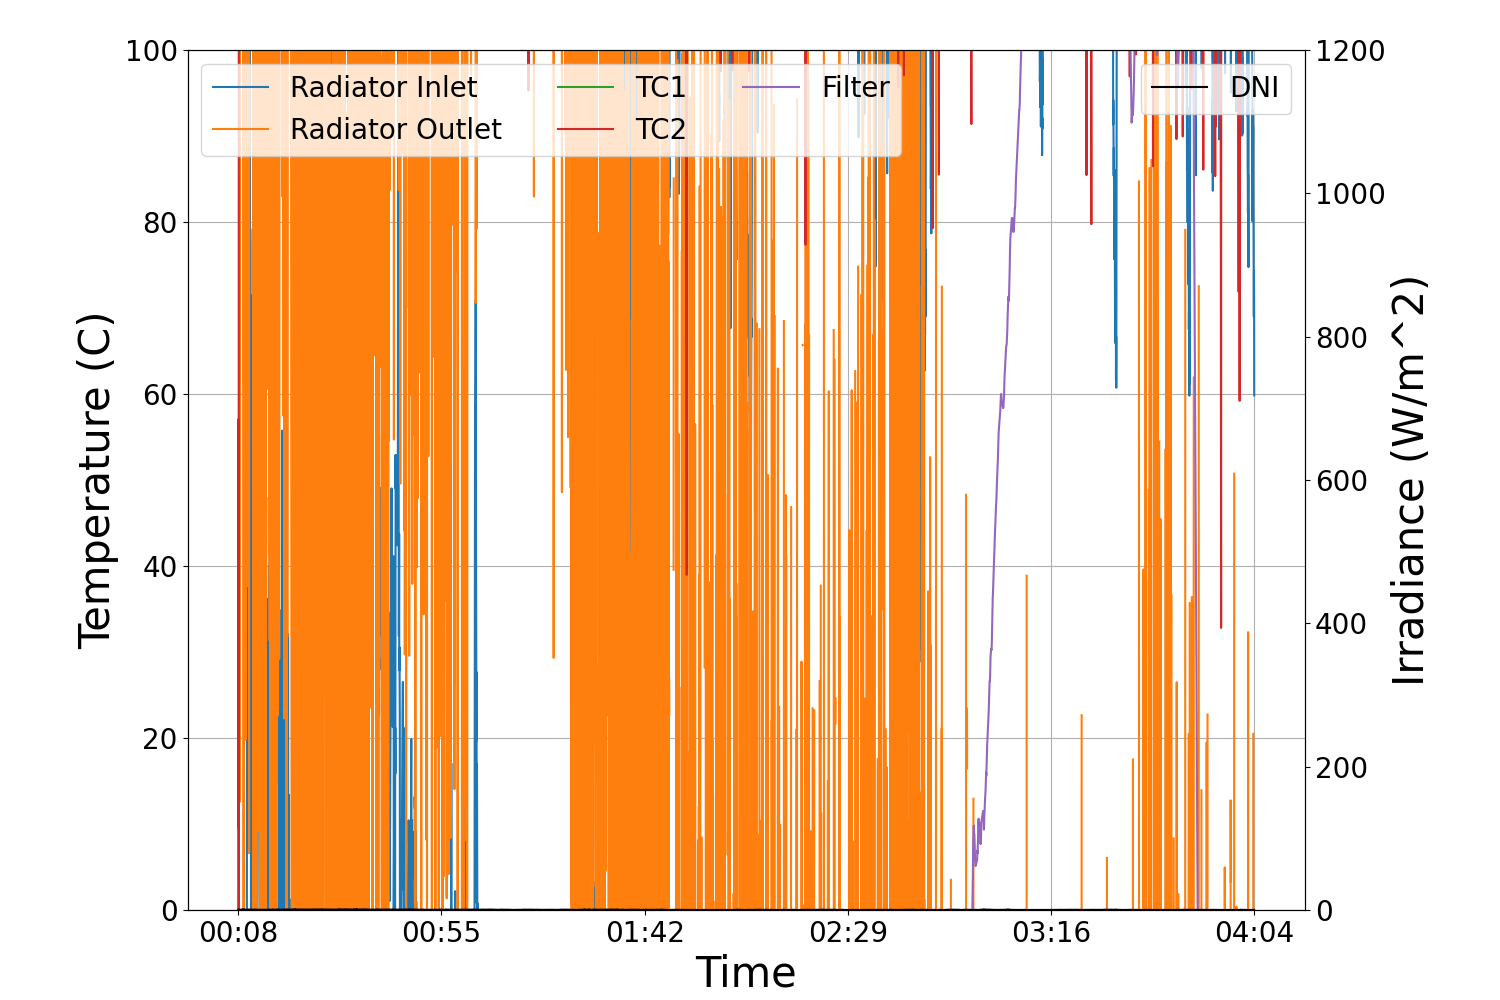 100
80
60
40
20
0
Temperature (C)
Radiator Inlet
Radiator Outlet
TC1
TC2
Filter
DNI
1200
1000
800
600
400
200
0
Irradiance (W/m^2)
00:08
00:55
01:42
02:29
03:16
04:04
Time